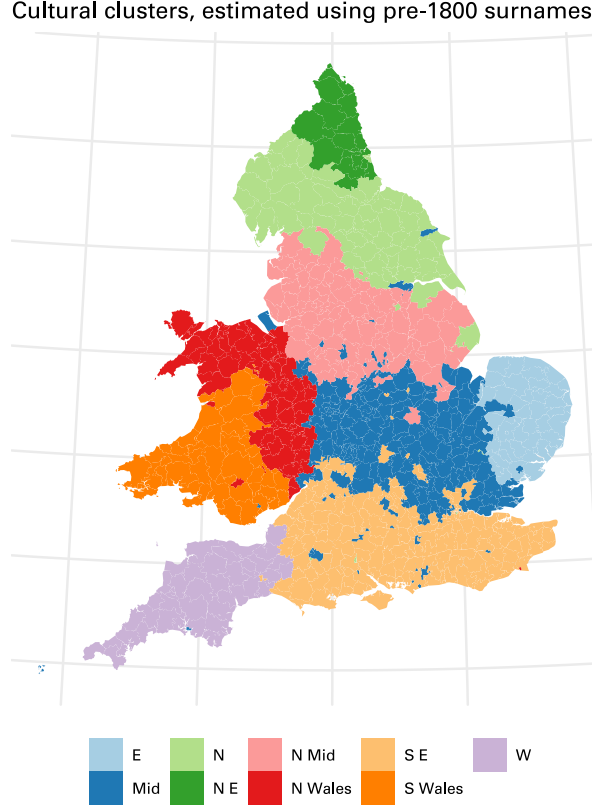 Cultural clusters, estimated using pre-1800 surnames
E N N Mid S E W
Mid N E N Wales S Wales